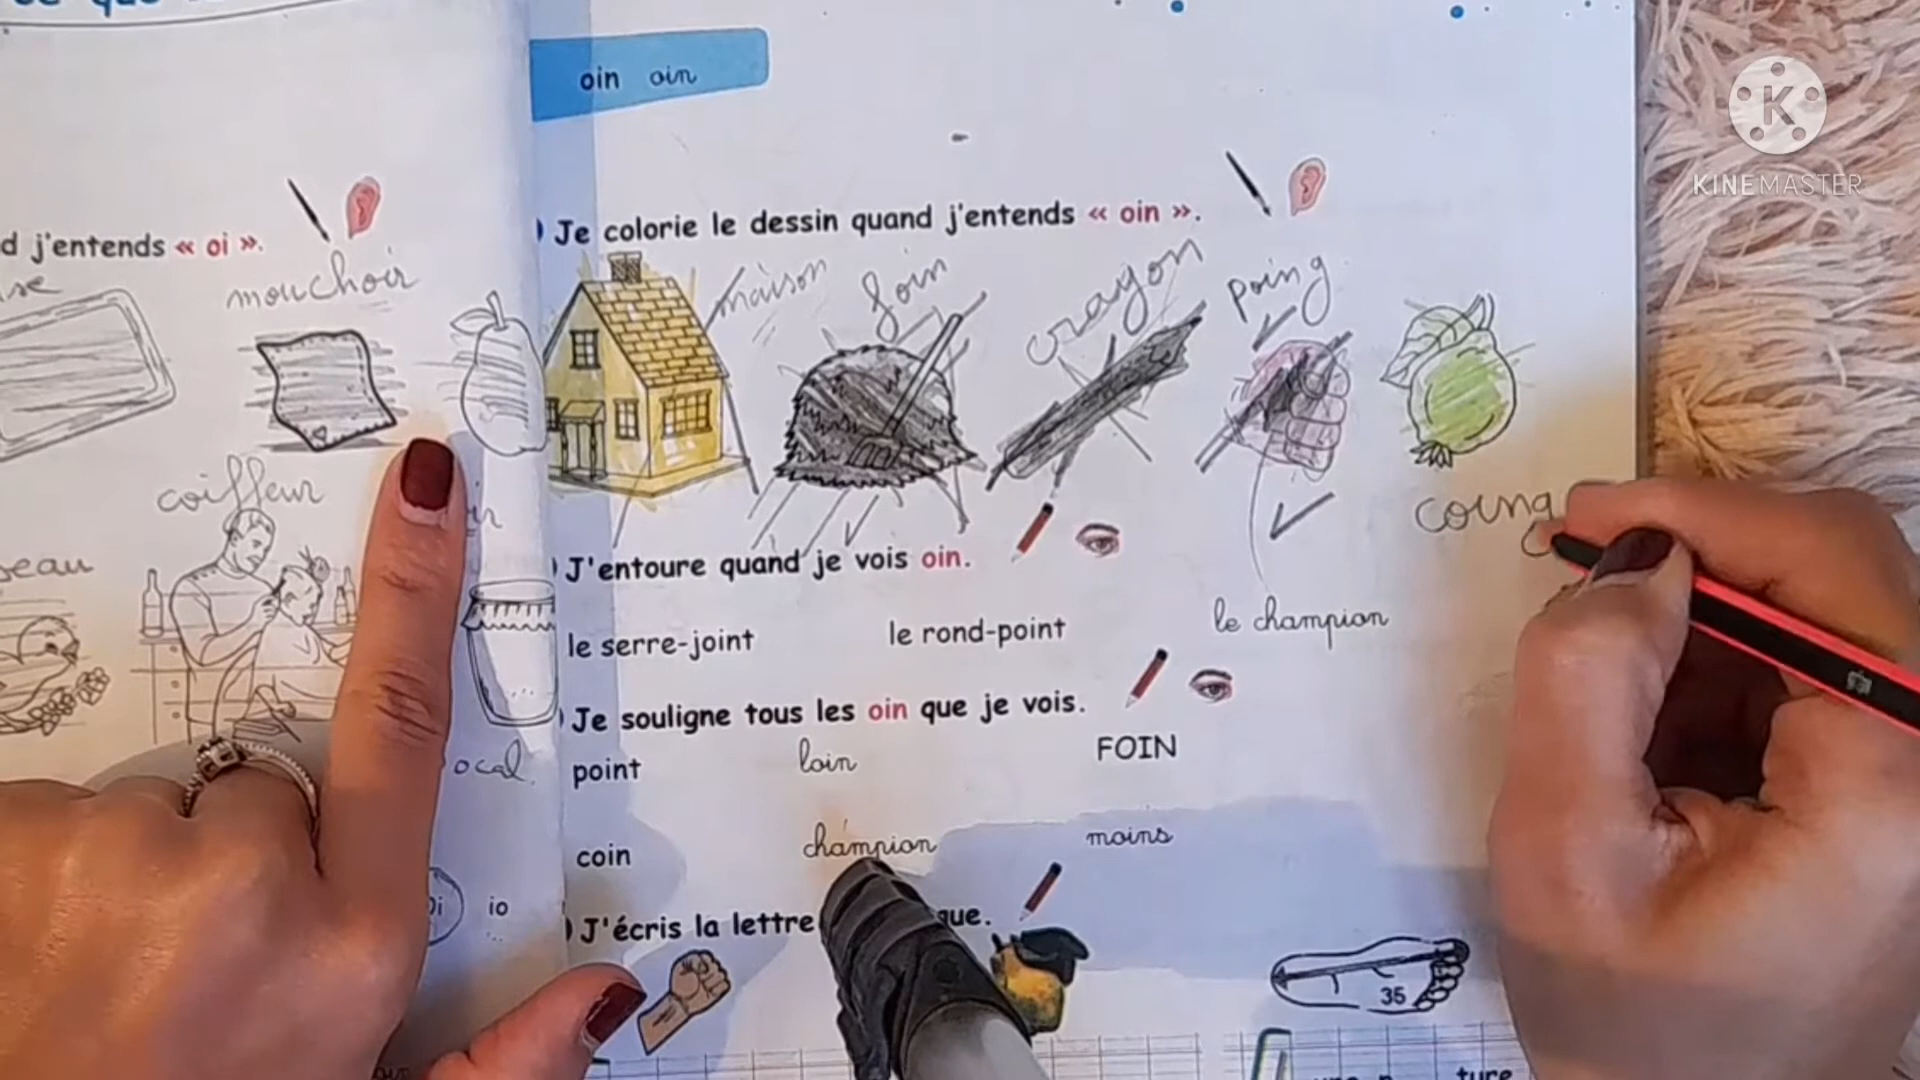 oin oin
d j'entends « oi ».
mouchoir
coiffeur
eau
ocal
io
Je colorie le dessin quand j'entends « oin ».
maison foin crayon poing
coing
J'entoure quand je vois oin.
le serre-joint le rond-point le champion
Je souligne tous les oin que je vois.
point loin FOIN
coin champion moins
J'écris la lettre que.
35
ture
KINEMASTER